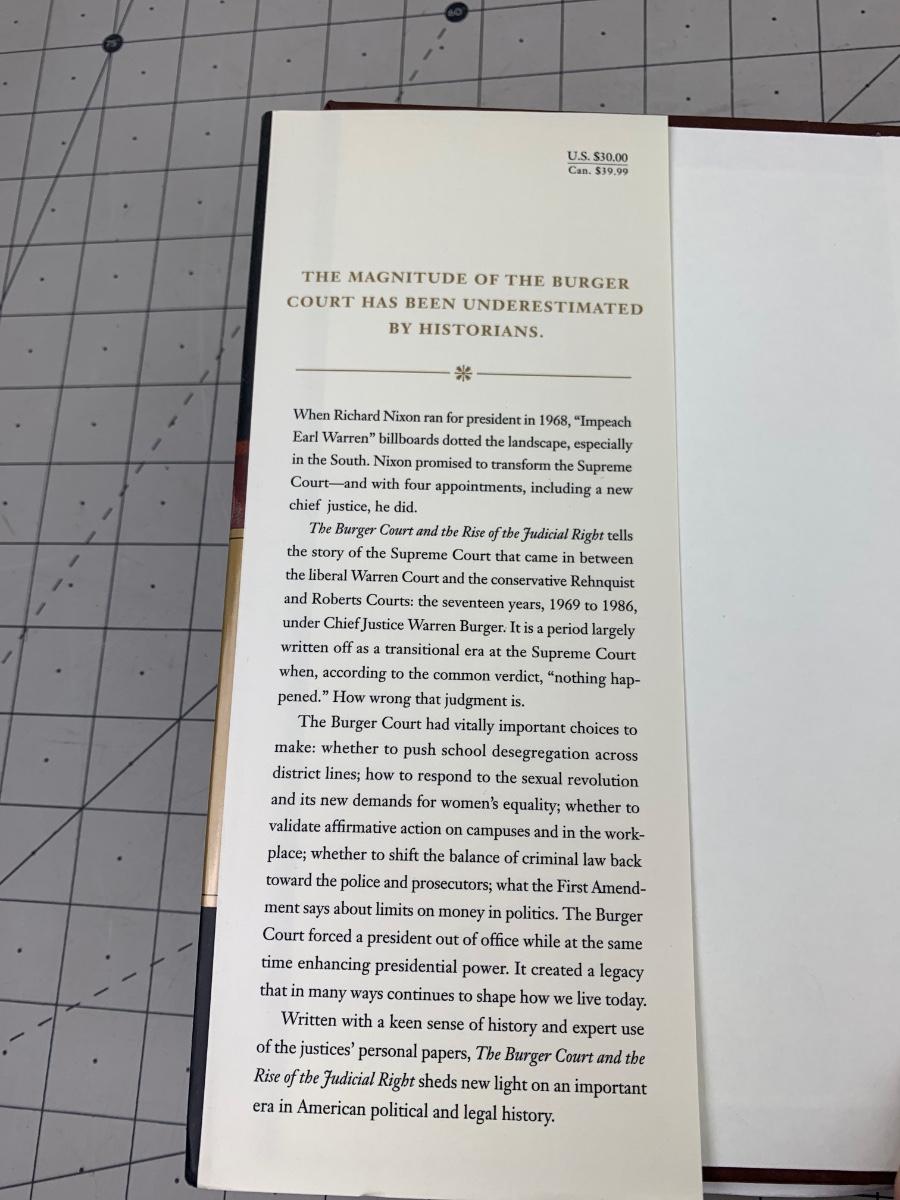 75°
60°
U.S. $30.00
Can. $39.99
THE MAGNITUDE OF THE BURGER
COURT HAS BEEN UNDERESTIMATED
BY HISTORIANS.
When Richard Nixon ran for president in 1968, “Impeach
Earl Warren” billboards dotted the landscape, especially
in the South. Nixon promised to transform the Supreme
Court—and with four appointments, including a new
chief justice, he did.
The Burger Court and the Rise of the Judicial Right tells
the story of the Supreme Court that came in between
the liberal Warren Court and the conservative Rehnquist
and Roberts Courts: the seventeen years, 1969 to 1986,
under Chief Justice Warren Burger. It is a period largely
written off as a transitional era at the Supreme Court
when, according to the common verdict, “nothing hap-
pened.” How wrong that judgment is.
The Burger Court had vitally important choices to
make: whether to push school desegregation across
district lines; how to respond to the sexual revolution
and its new demands for women’s equality; whether to
validate affirmative action on campuses and in the work-
place; whether to shift the balance of criminal law back
toward the police and prosecutors; what the First Amend-
ment says about limits on money in politics. The Burger
Court forced a president out of office while at the same
time enhancing presidential power. It created a legacy
that in many ways continues to shape how we live today.
Written with a keen sense of history and expert use
of the justices’ personal papers, The Burger Court and the
Rise of the Judicial Right sheds new light on an important
era in American political and legal history.